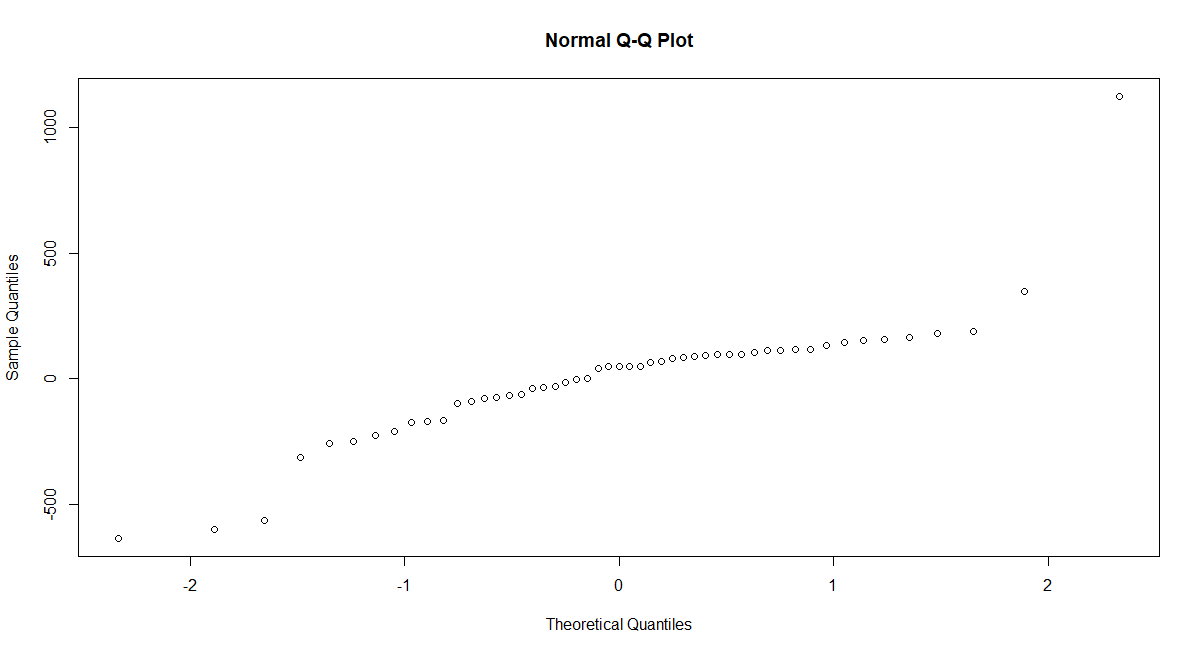 Normal Q-Q Plot
1000
500
0
-500
Sample Quantiles
-2 -1 0 1 2
Theoretical Quantiles